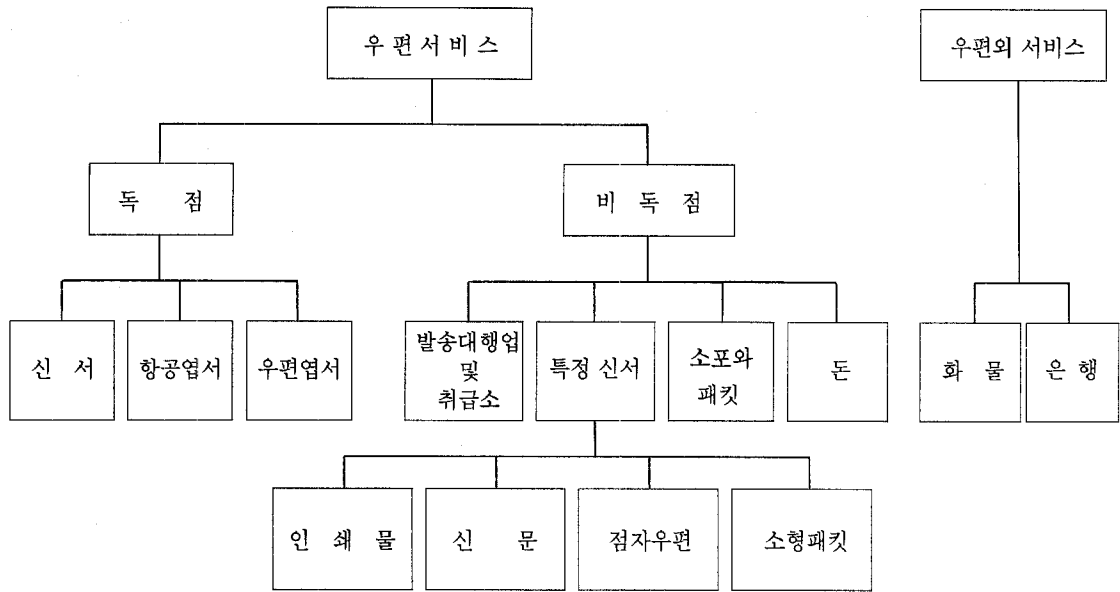 우편서비스
우편외 서비스
독 점
비 독 점
신 서
항공엽서
우편엽서
발송대행업
및
취급소
특정 신서
소포와
패킷
돈
화 물
은 행
인 쇄 물
신 문
점자우편
소형패킷